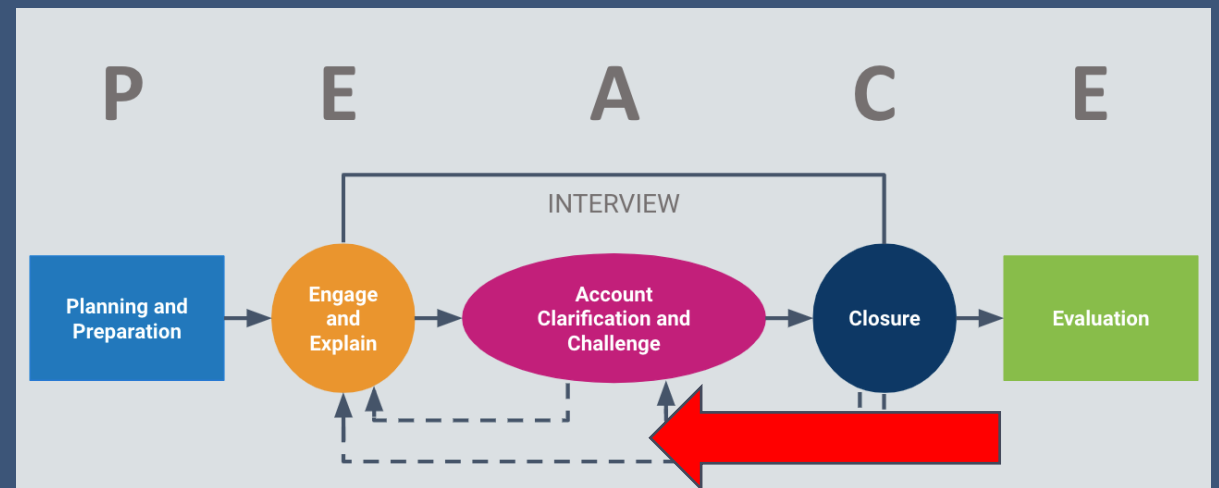 P E A C E
INTERVIEW
Planning and
Preparation
Engage
and
Explain
Account
Clarification and
Challenge
Closure
Evaluation